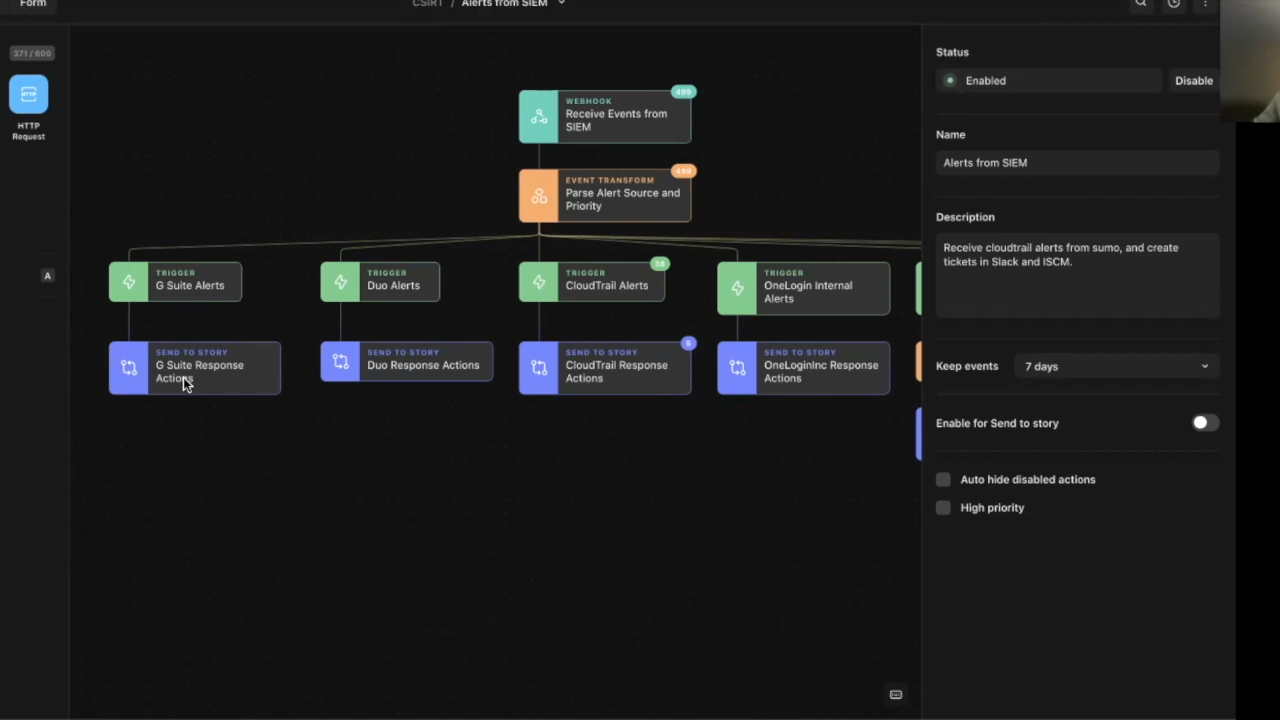 Form
CSIRT / Alerts from SIEM
371 / 600
HTTP
HTTP
Request
A
WEBHOOK
Receive Events from
SIEM
499
EVENT TRANSFORM
Parse Alert Source and
Priority
499
TRIGGER
G Suite Alerts
TRIGGER
Duo Alerts
TRIGGER
CloudTrail Alerts
38
TRIGGER
OneLogin Internal
Alerts
SEND TO STORY
G Suite Response
Actions
SEND TO STORY
Duo Response Actions
SEND TO STORY
CloudTrail Response
Actions
SEND TO STORY
OneLoginInc Response
Actions
Status
Enabled
Disable
Name
Alerts from SIEM
Description
Receive cloudtrail alerts from sumo, and create
tickets in Slack and ISCM.
Keep events
7 days
Enable for Send to story
Auto hide disabled actions
High priority